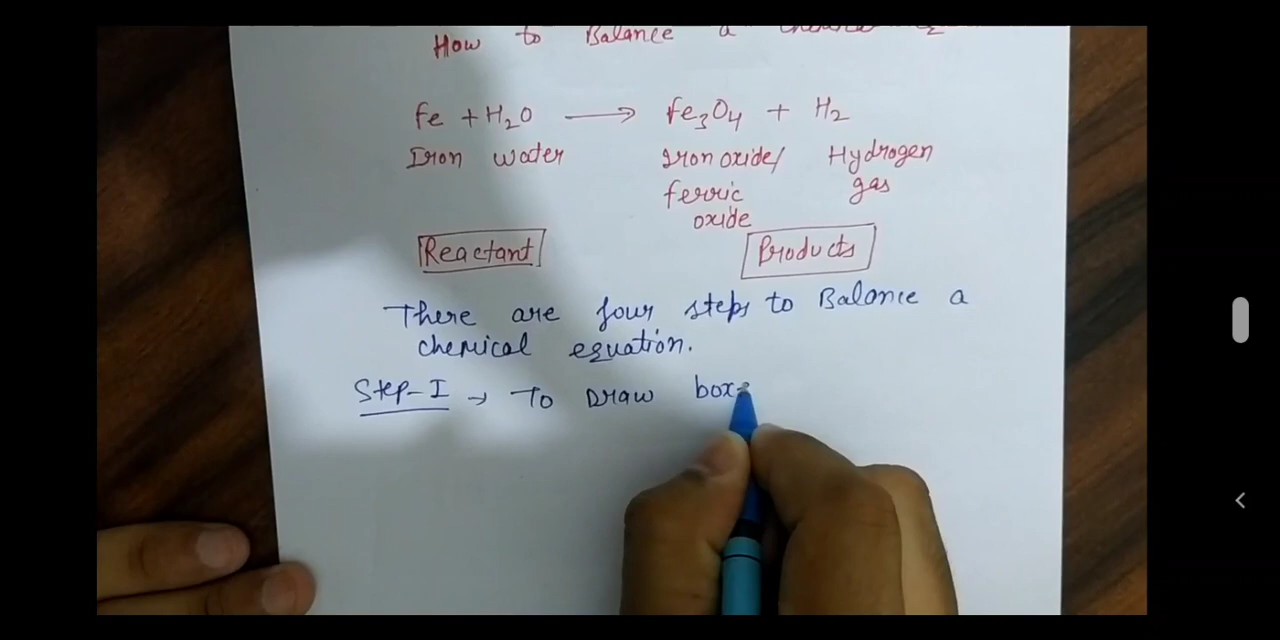 How to Balance a
Fe + H₂O → Fe₃O₄ + H₂
Iron water Iron oxide/ Hydrogen
ferric gas
oxide
Reactant Products
There are four steps to Balance a
chemical equation.
Step-I → To Draw box